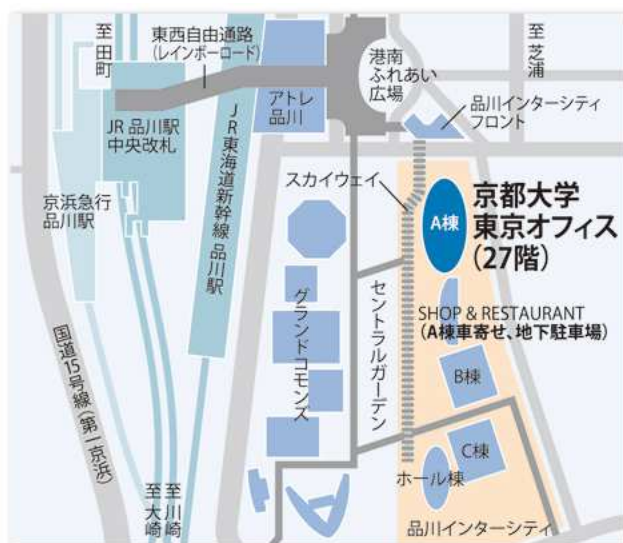 至田町
東西自由通路
(レインボーロード)
港南
ふれあい
広場
至芝浦
アトレ
品川
品川インターシティ
フロント
JR 品川駅
中央改札
JR東海道新幹線 品川駅
スカイウェイ
京浜急行
品川駅
A棟
京都大学
東京オフィス
(27階)
グランドコモンズ
セントラルガーデン
SHOP & RESTAURANT
(A棟車寄せ、地下駐車場)
B棟
国道15号線(第一京浜)
C棟
ホール棟
至大崎
至川崎
品川インターシティ